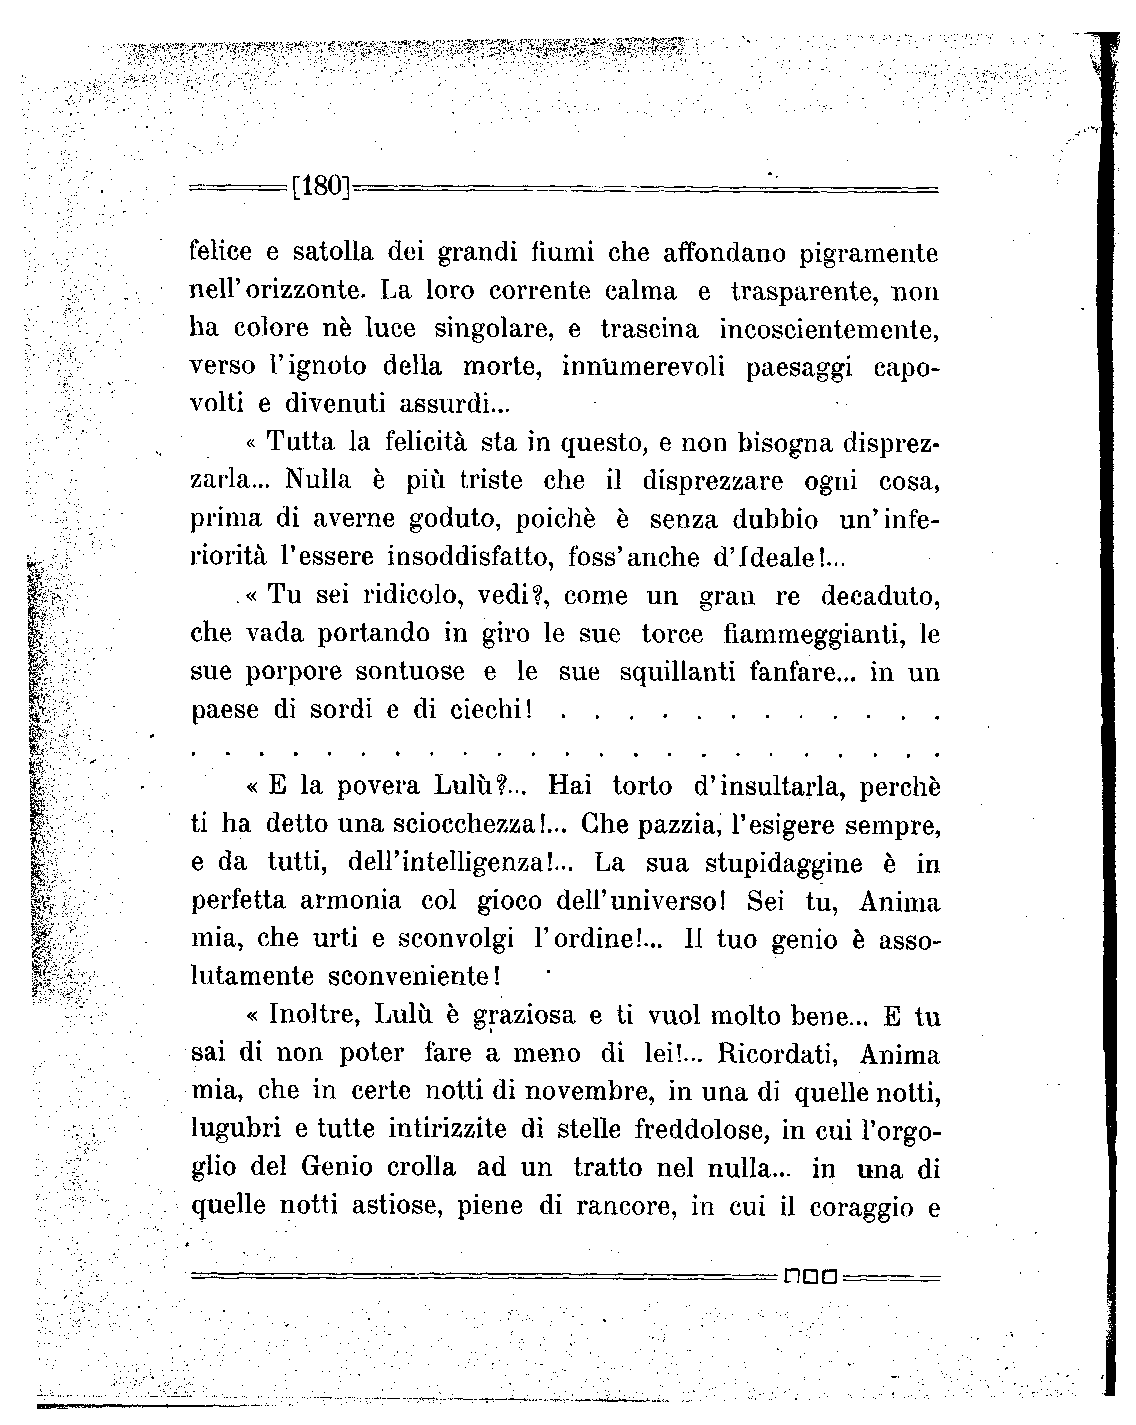 [180]
felice e satolla dei grandi fiumi che affondano pigramente
nell'orizzonte. La loro corrente calma e trasparente, non
ha colore nè luce singolare, e trascina incoscientemente,
verso l'ignoto della morte, innumerevoli paesaggi capo-
volti e divenuti assurdi...
« Tutta la felicità sta in questo, e non bisogna disprez-
zarla... Nulla è più triste che il disprezzare ogni cosa,
prima di averne goduto, poichè è senza dubbio un'infe-
riorità l'essere insoddisfatto, foss'anche d'Ideale!...
« Tu sei ridicolo, vedi?, come un gran re decaduto,
che vada portando in giro le sue torce fiammeggianti, le
sue porpore sontuose e le sue squillanti fanfare... in un
paese di sordi e di ciechi! . . . . . . . . . . . .
. . . . . . . . . . . . . . . . . . . . . . .
« E la povera Lulù?... Hai torto d'insultarla, perchè
ti ha detto una sciocchezza!... Che pazzia, l'esigere sempre,
e da tutti, dell'intelligenza!... La sua stupidaggine è in
perfetta armonia col gioco dell'universo! Sei tu, Anima
mia, che urti e sconvolgi l'ordine!... Il tuo genio è asso-
lutamente sconveniente!
« Inoltre, Lulù è graziosa e ti vuol molto bene... E tu
sai di non poter fare a meno di lei!... Ricordati, Anima
mia, che in certe notti di novembre, in una di quelle notti,
lugubri e tutte intirizzite di stelle freddolose, in cui l'orgo-
glio del Genio crolla ad un tratto nel nulla... in una di
quelle notti astiose, piene di rancore, in cui il coraggio e